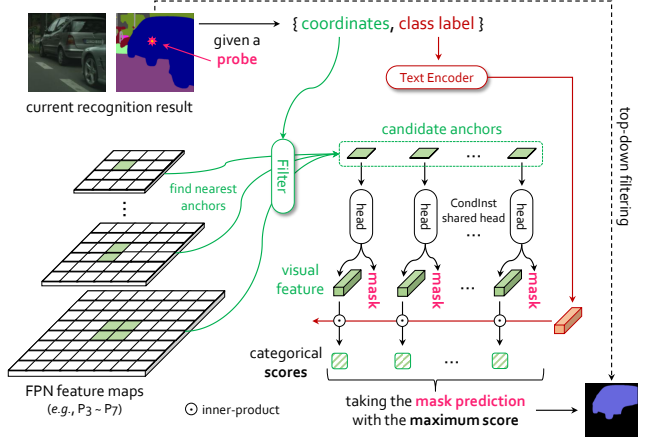 { coordinates, class label }
given a
probe
current recognition result
Text Encoder
top-down filtering
candidate anchors
Filter
...
find nearest
anchors
...
head
head
CondInst
shared head
...
head
visual
feature
mask
mask
...
mask
categorical
scores
...
FPN feature maps
(e.g., P3 ~ P7)
inner-product
taking the mask prediction
with the maximum score